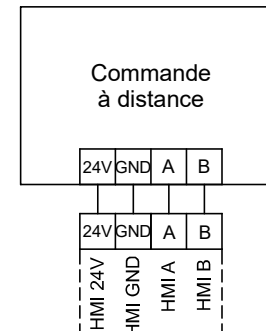 Commande
à distance
24V GND A B
24V GND A B
HMI 24V
HMI GND
HMI A
HMI B